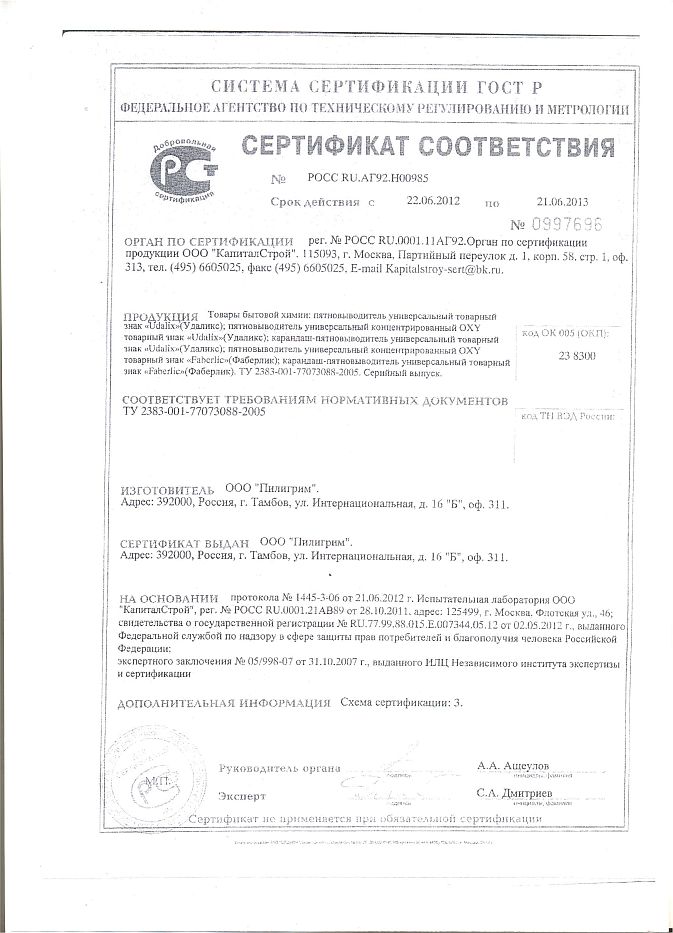 СИСТЕМА СЕРТИФИКАЦИИ ГОСТ Р
ФЕДЕРАЛЬНОЕ АГЕНТСТВО ПО ТЕХНИЧЕСКОМУ РЕГУЛИРОВАНИЮ И МЕТРОЛОГИИ
Добровольная
РСТ
сертификация
СЕРТИФИКАТ СООТВЕТСТВИЯ
№ РОСС RU.АГ92.Н00985
Срок действия с 22.06.2012 по 21.06.2013
№ 0997696
ОРГАН ПО СЕРТИФИКАЦИИ рег. № РОСС RU.0001.11АГ92.Орган по сертификации
продукции ООО "КапиталСтрой". 115093, г. Москва, Партийный переулок д. 1, корп. 58, стр. 1, оф.
313, тел. (495) 6605025, факс (495) 6605025, E-mail Kapitalstroy-sert@bk.ru.
ПРОДУКЦИЯ Товары бытовой химии: пятновыводитель универсальный товарный
знак «Udalix»(Удаликс); пятновыводитель универсальный концентрированный OXY
товарный знак «Udalix»(Удаликс); карандаш-пятновыводитель универсальный товарный
знак «Udalix»(Удаликс); пятновыводитель универсальный концентрированный OXY
товарный знак «Faberlic»(Фаберлик); карандаш-пятновыводитель универсальный товарный
знак «Faberlic»(Фаберлик). ТУ 2383-001-77073088-2005. Серийный выпуск.
код ОК 005 (ОКП):
23 8300
СООТВЕТСТВУЕТ ТРЕБОВАНИЯМ НОРМАТИВНЫХ ДОКУМЕНТОВ
ТУ 2383-001-77073088-2005
код ТН ВЭД России:
ИЗГОТОВИТЕЛЬ ООО "Пилигрим".
Адрес: 392000, Россия, г. Тамбов, ул. Интернациональная, д. 16 "Б", оф. 311.
СЕРТИФИКАТ ВЫДАН ООО "Пилигрим".
Адрес: 392000, Россия, г. Тамбов, ул. Интернациональная, д. 16 "Б", оф. 311.
НА ОСНОВАНИИ протокола № 1445-3-06 от 21.06.2012 г. Испытательная лаборатория ООО
"КапиталСтрой", рег. № РОСС RU.0001.21АВ89 от 28.10.2011, адрес: 125499, г. Москва. Флотская ул., 46;
свидетельства о государственной регистрации № RU.77.99.88.015.Е.007344.05.12 от 02.05.2012 г., выданного
Федеральной службой по надзору в сфере защиты прав потребителей и благополучия человека Российской
Федерации;
экспертного заключения № 05/998-07 от 31.10.2007 г., выданного ИЛЦ Независимого института экспертизы
и сертификации
ДОПОЛНИТЕЛЬНАЯ ИНФОРМАЦИЯ Схема сертификации: 3.
М.П.
Руководитель органа
подпись
А.А. Ащеулов
инициалы, фамилия
Эксперт
подпись
С.А. Дмитриев
инициалы, фамилия
Сертификат не применяется при обязательной сертификации